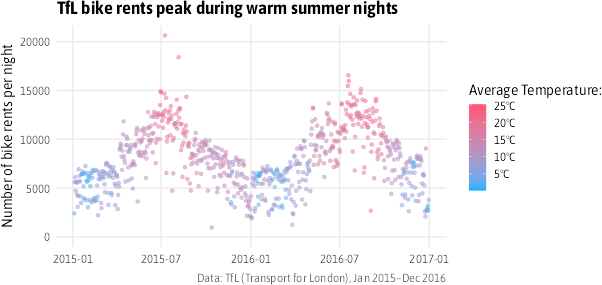 TfL bike rents peak during warm summer nights
Number of bike rents per night
20000
15000
10000
5000
0
2015-01
2015-07
2016-01
2016-07
2017-01
Average Temperature:
25°C
20°C
15°C
10°C
5°C
Data: TfL (Transport for London), Jan 2015–Dec 2016